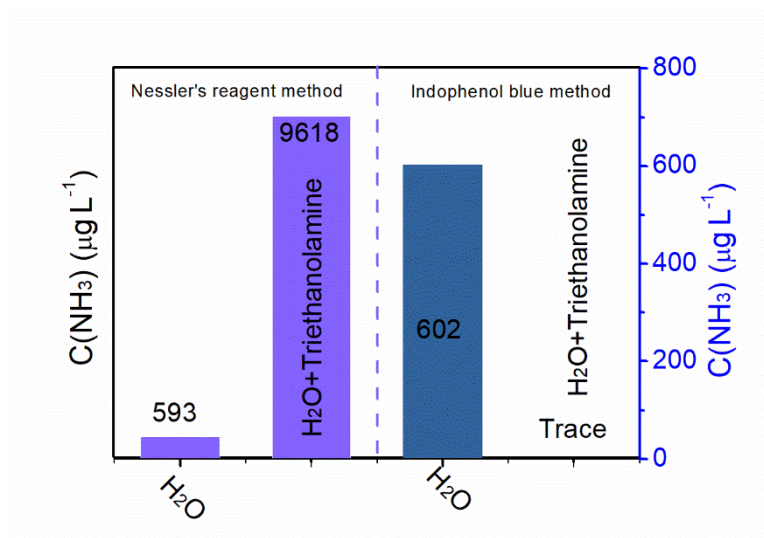 Nessler's reagent method
Indophenol blue method
C(NH₃) (μg L⁻¹)
593
9618
H₂O+Triethanolamine
602
H₂O+Triethanolamine
Trace
800
600
400
200
0
C(NH₃) (μg L⁻¹)
H₂O
H₂O